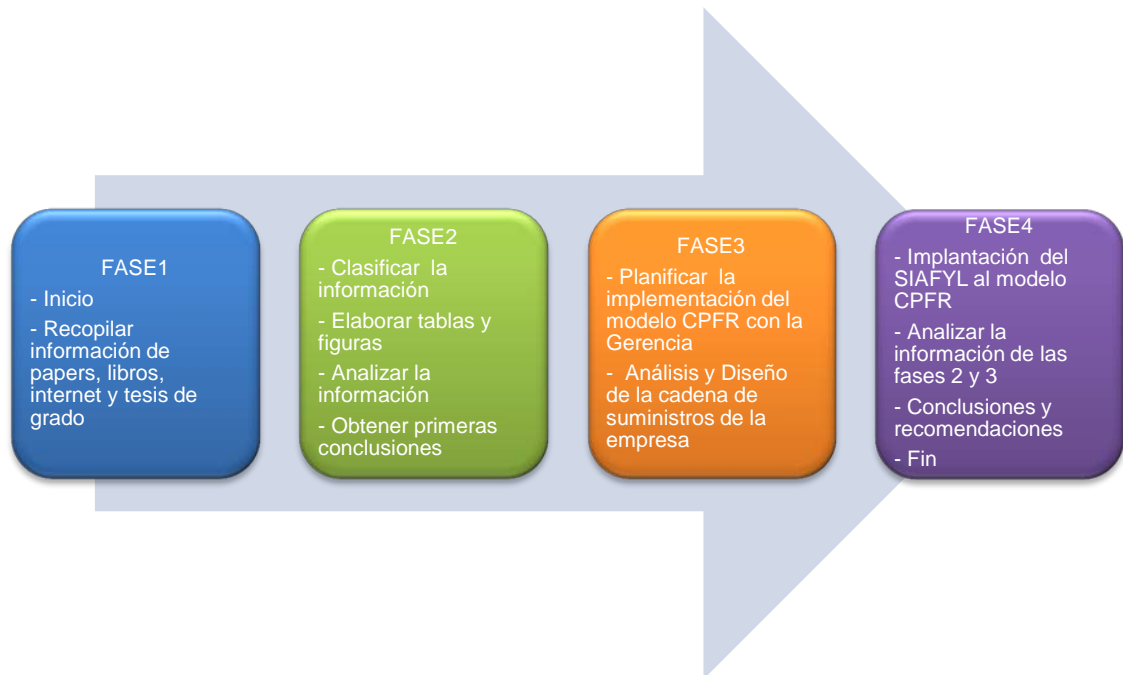 FASE1
- Inicio
- Recopilar
información de
papers, libros,
internet y tesis de
grado
FASE2
- Clasificar la
información
- Elaborar tablas y
figuras
- Analizar la
información
- Obtener primeras
conclusiones
FASE3
- Planificar la
implementación del
modelo CPFR con la
Gerencia
- Análisis y Diseño
de la cadena de
suministros de la
empresa
FASE4
- Implantación del
SIAFYL al modelo
CPFR
- Analizar la
información de las
fases 2 y 3
- Conclusiones y
recomendaciones
- Fin